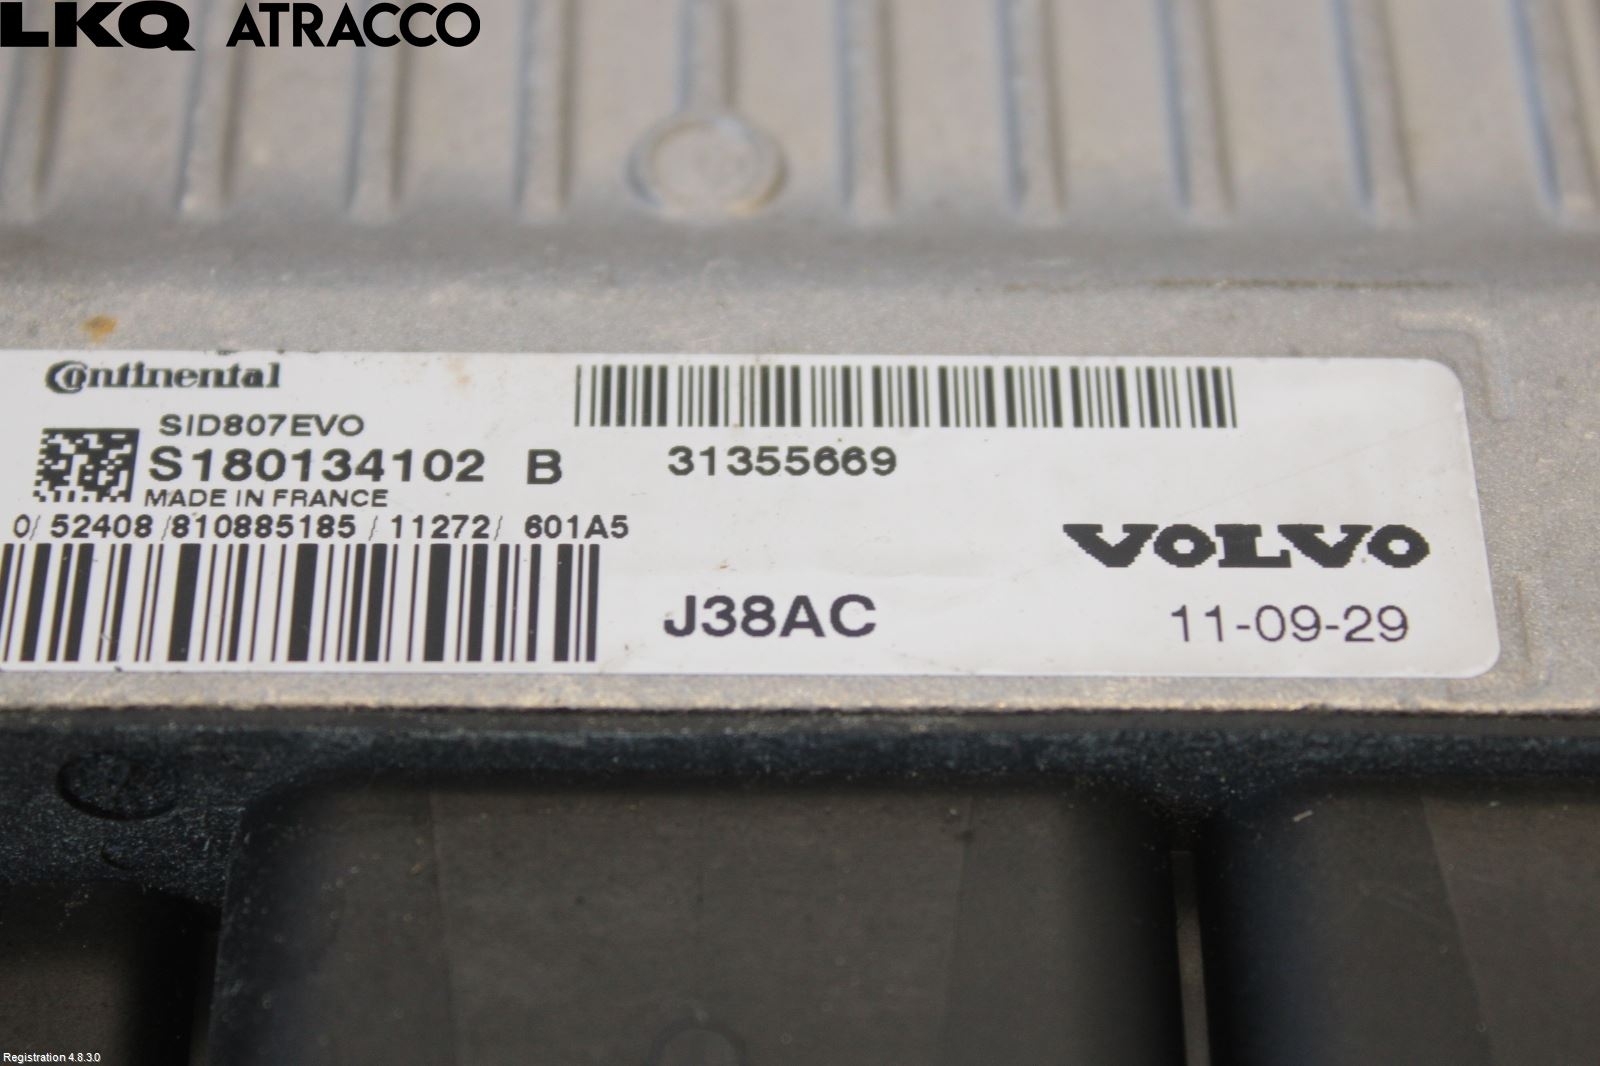 LKQ ATRACCO
Continental
SID807EVO
S180134102 B
31355669
MADE IN FRANCE
0/ 52408 /810885185 /11272/ 601A5
VOLVO
J38AC
11-09-29
Registration 4.8.3.0